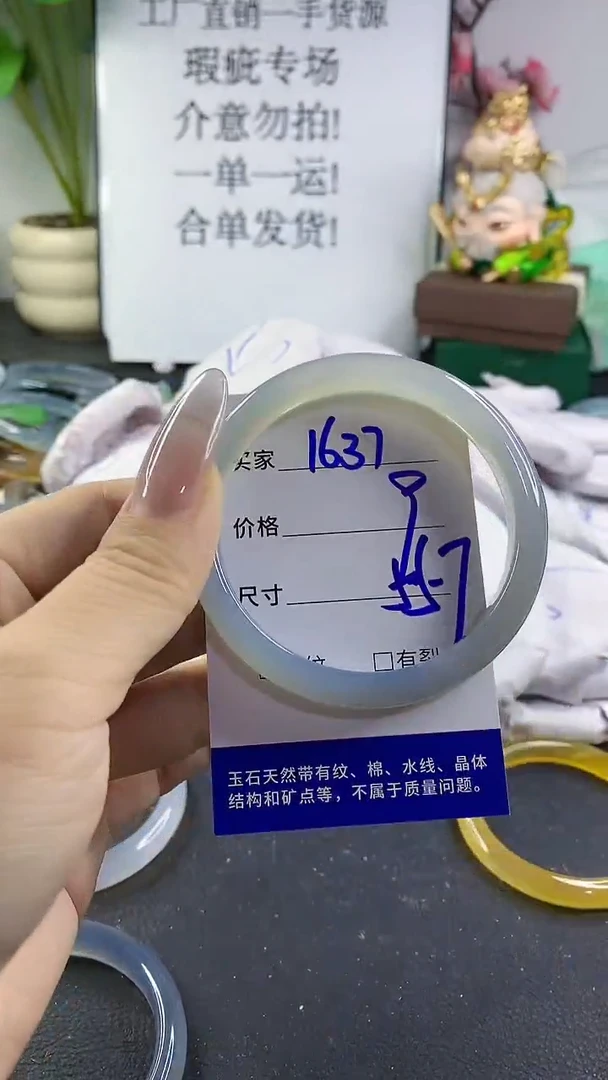 工厂直销一手货源
瑕疵专场
介意勿拍!
一单一运!
合单发货!
买家 1637
价格
尺寸
纹 □有裂
玉石天然带有纹、棉、水线、晶体
结构和矿点等，不属于质量问题。